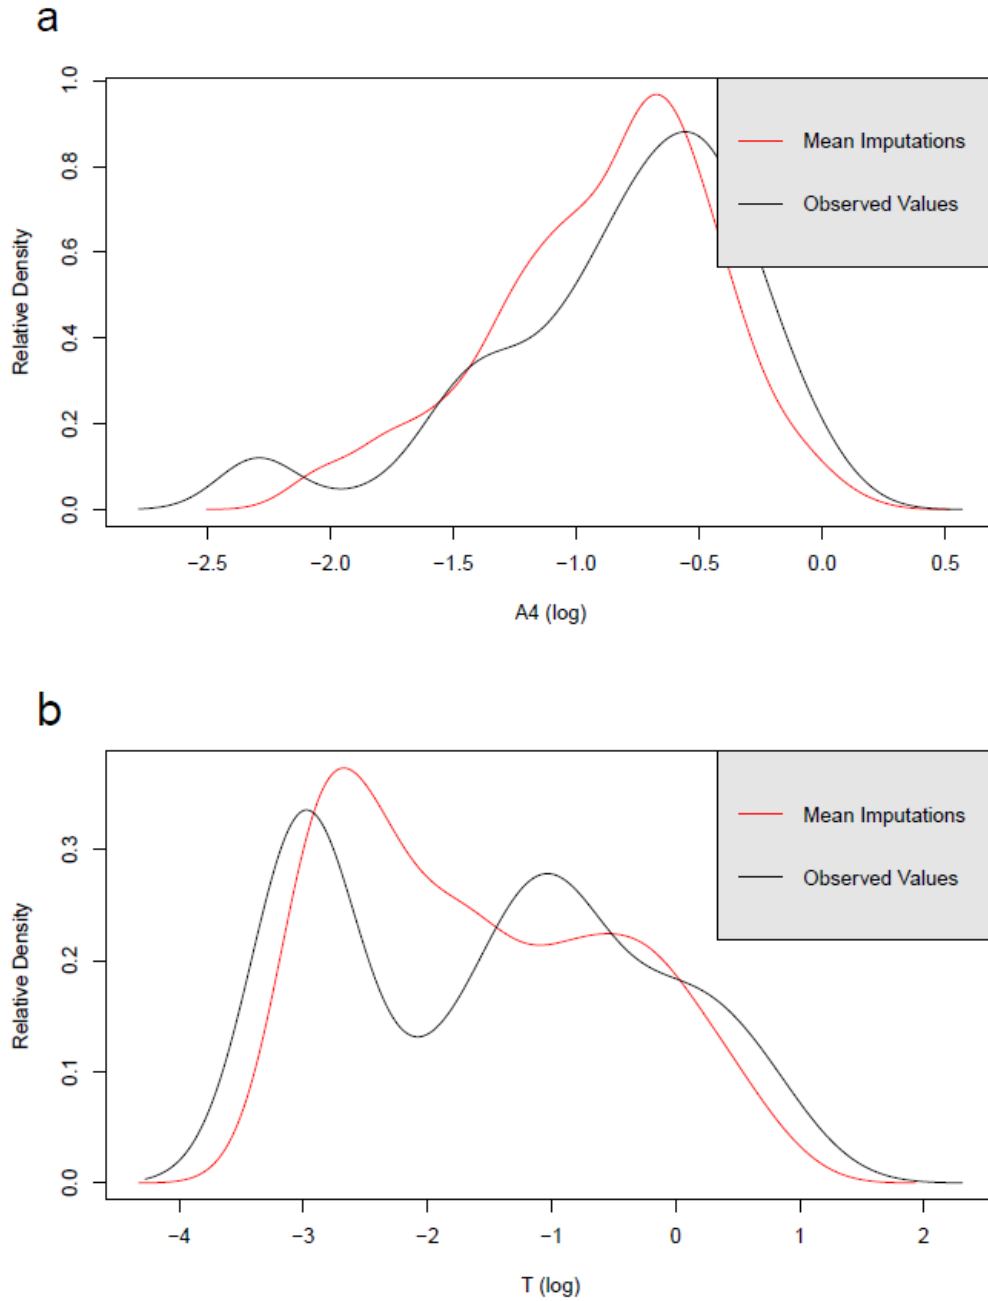 a
1.0
0.8
0.6
0.4
0.2
0.0
Relative Density
Mean Imputations
Observed Values
−2.5 −2.0 −1.5 −1.0 −0.5 0.0 0.5
A4 (log)
b
0.3
0.2
0.1
0.0
Relative Density
Mean Imputations
Observed Values
−4 −3 −2 −1 0 1 2
T (log)